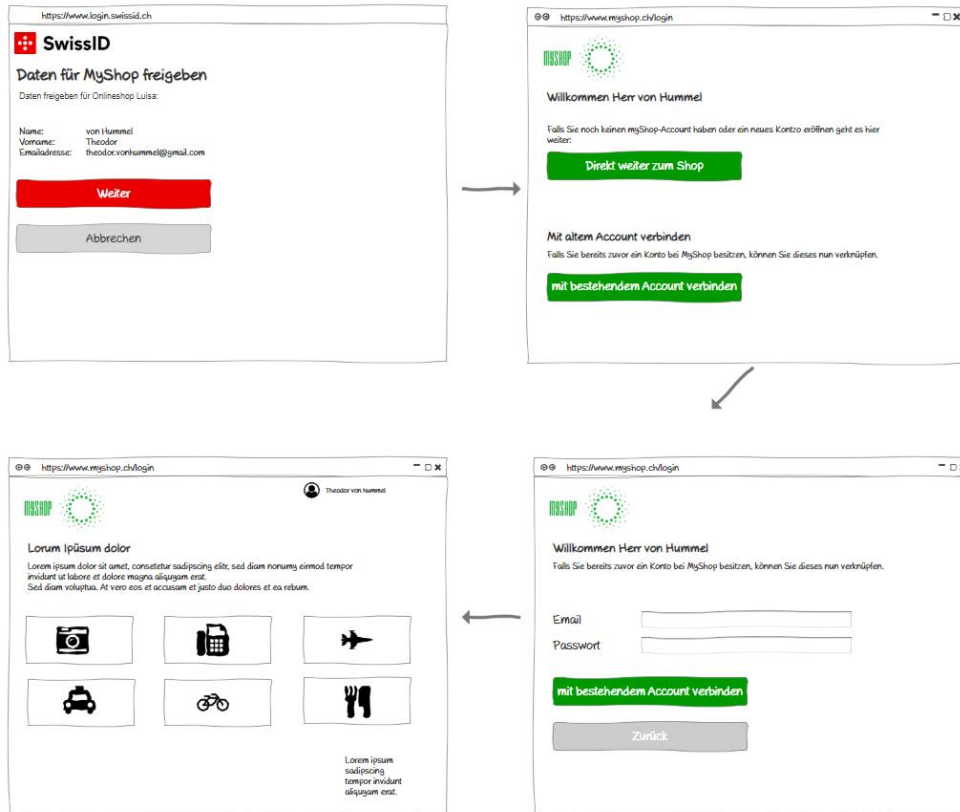 https://www.login.swissid.ch
SwissID
Daten für MyShop freigeben
Daten freigeben für Onlineshop Luisa:
Name: von Hummel
Vorname: Theodor
Emailadresse: theodor.vonhummel@gmail.com
Weiter
Abbrechen
https://www.myshop.ch/login
MYSHOP
Willkommen Herr von Hummel
Falls Sie noch keinen myShop-Account haben oder ein neues Kontzo eröffnen geht es hier
weiter:
Direkt weiter zum Shop
Mit altem Account verbinden
Falls Sie bereits zuvor ein Konto bei MyShop besitzen, können Sie dieses nun verknüpfen.
mit bestehendem Account verbinden
https://www.myshop.ch/login
Theodor von Hummel
MYSHOP
Lorum Ipüsum dolor
Lorem ipsum dolor sit amet, consetetur sadipscing elitr, sed diam nonumy eirmod tempor
invidunt ut labore et dolore magna aliquyam erat.
Sed diam voluptua. At vero eos et accusam et justo duo dolores et ea rebum.
Lorem ipsum
sadipscing
tempor invidunt
aliquyam erat.
https://www.myshop.ch/login
MYSHOP
Willkommen Herr von Hummel
Falls Sie bereits zuvor ein Konto bei MyShop besitzen, können Sie dieses nun verknüpfen.
Email
Passwort
mit bestehendem Account verbinden
Zurück